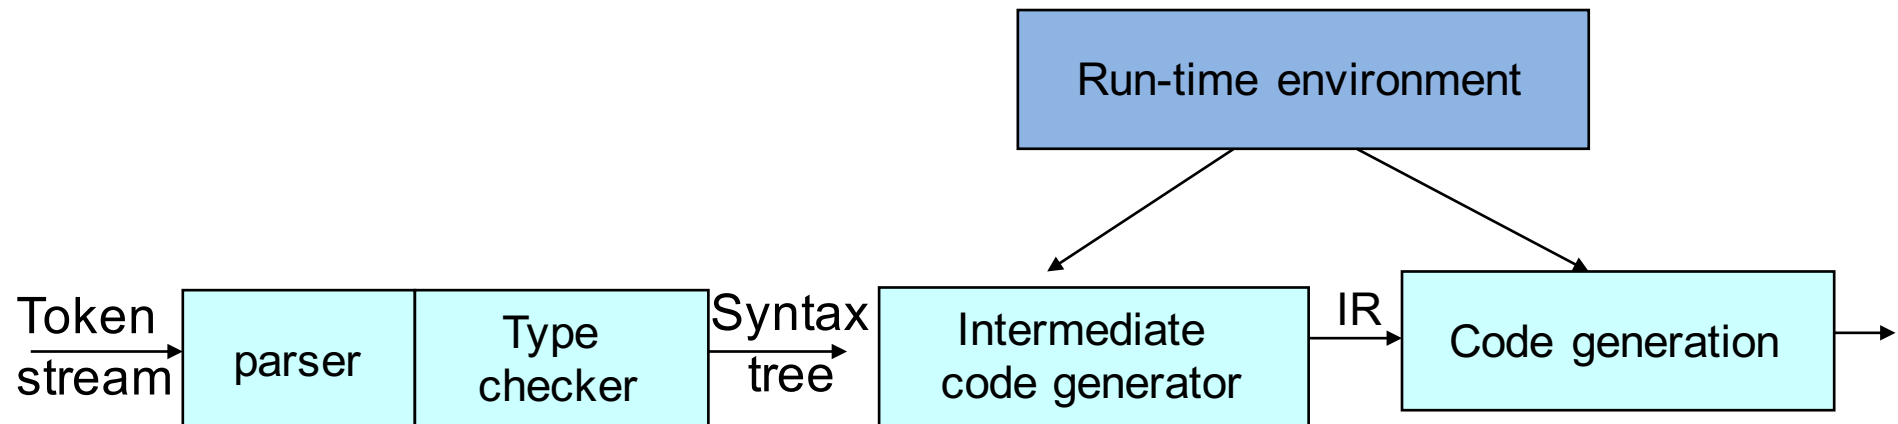 Run-time environment
Token
stream
parser
Type
checker
Syntax
tree
Intermediate
code generator
IR
Code generation